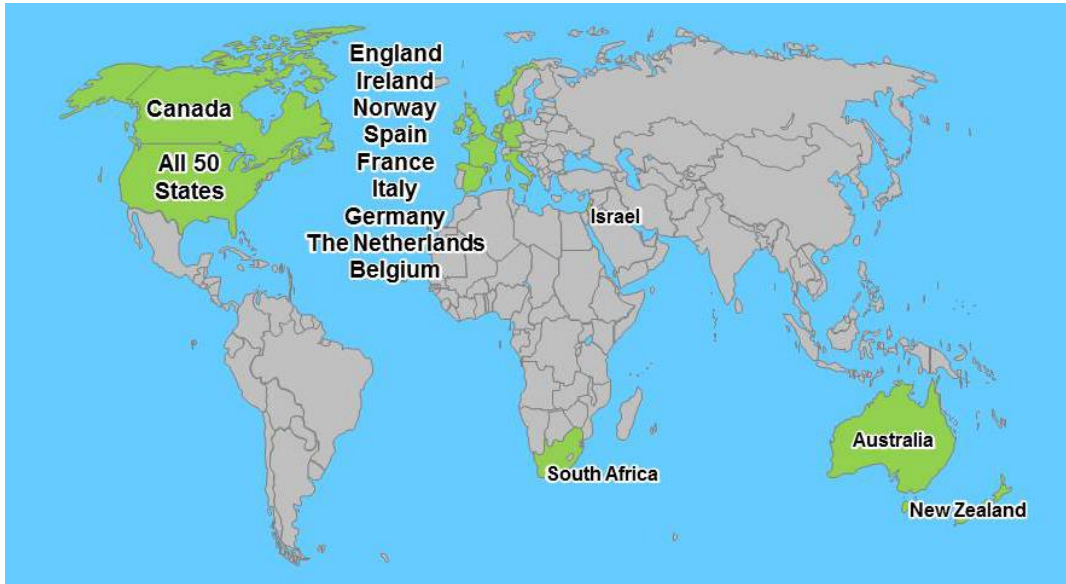 Canada
All 50
States
England
Ireland
Norway
Spain
France
Italy
Germany
The Netherlands
Belgium
Israel
South Africa
Australia
New Zealand